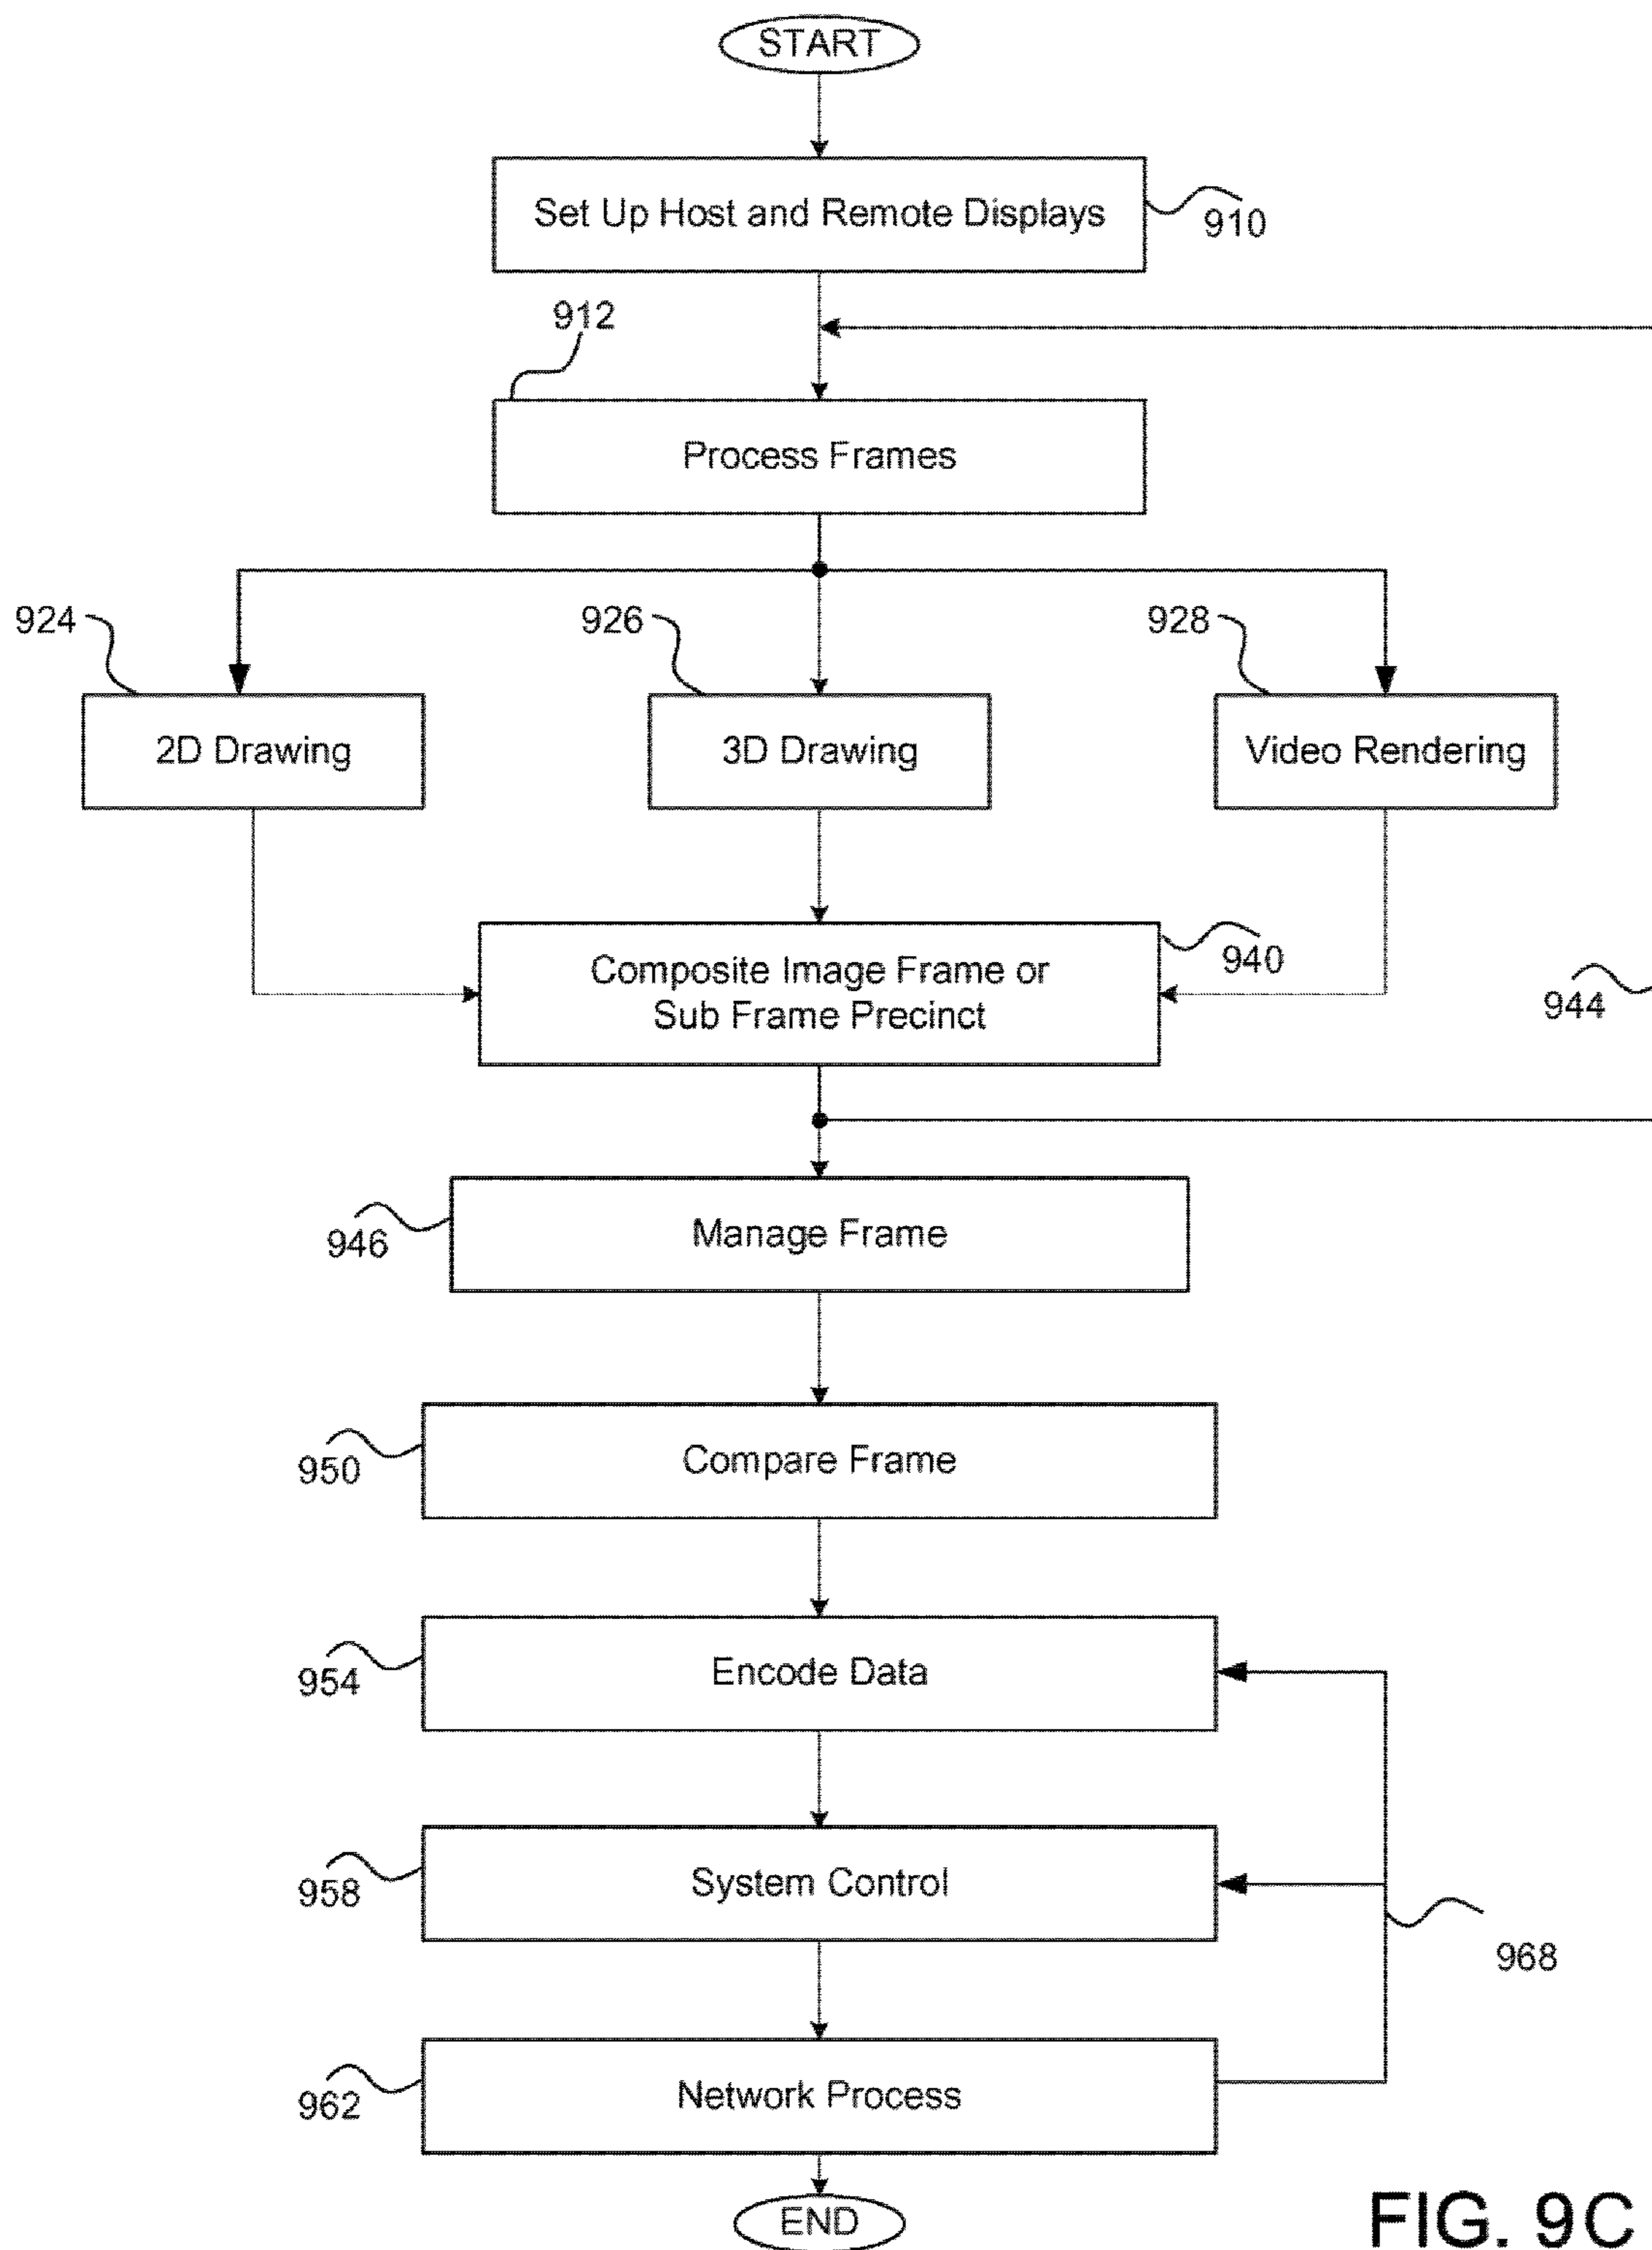 START
Set Up Host and Remote Displays
910
912
Process Frames
924
926
928
2D Drawing
3D Drawing
Video Rendering
Composite Image Frame or
Sub Frame Precinct
940
944
Manage Frame
946
Compare Frame
950
Encode Data
954
System Control
958
968
Network Process
962
END
FIG. 9C